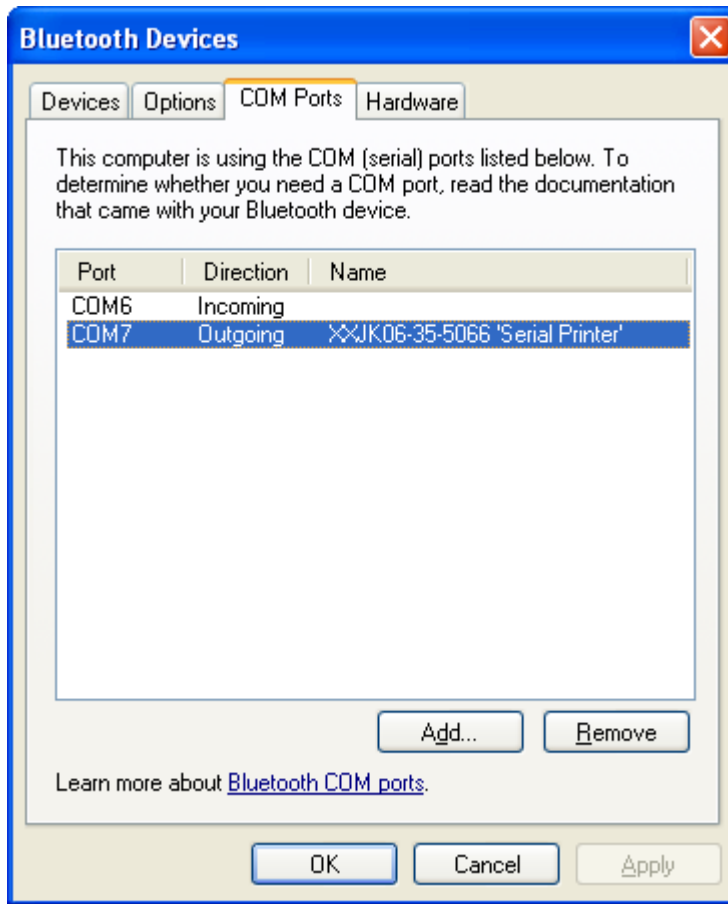 Bluetooth Devices
Devices Options COM Ports Hardware
This computer is using the COM (serial) ports listed below. To
determine whether you need a COM port, read the documentation
that came with your Bluetooth device.
Port Direction Name
COM6 Incoming
COM7 Outgoing XXJK06-35-5066 'Serial Printer'
Add... Remove
Learn more about Bluetooth COM ports.
OK Cancel Apply